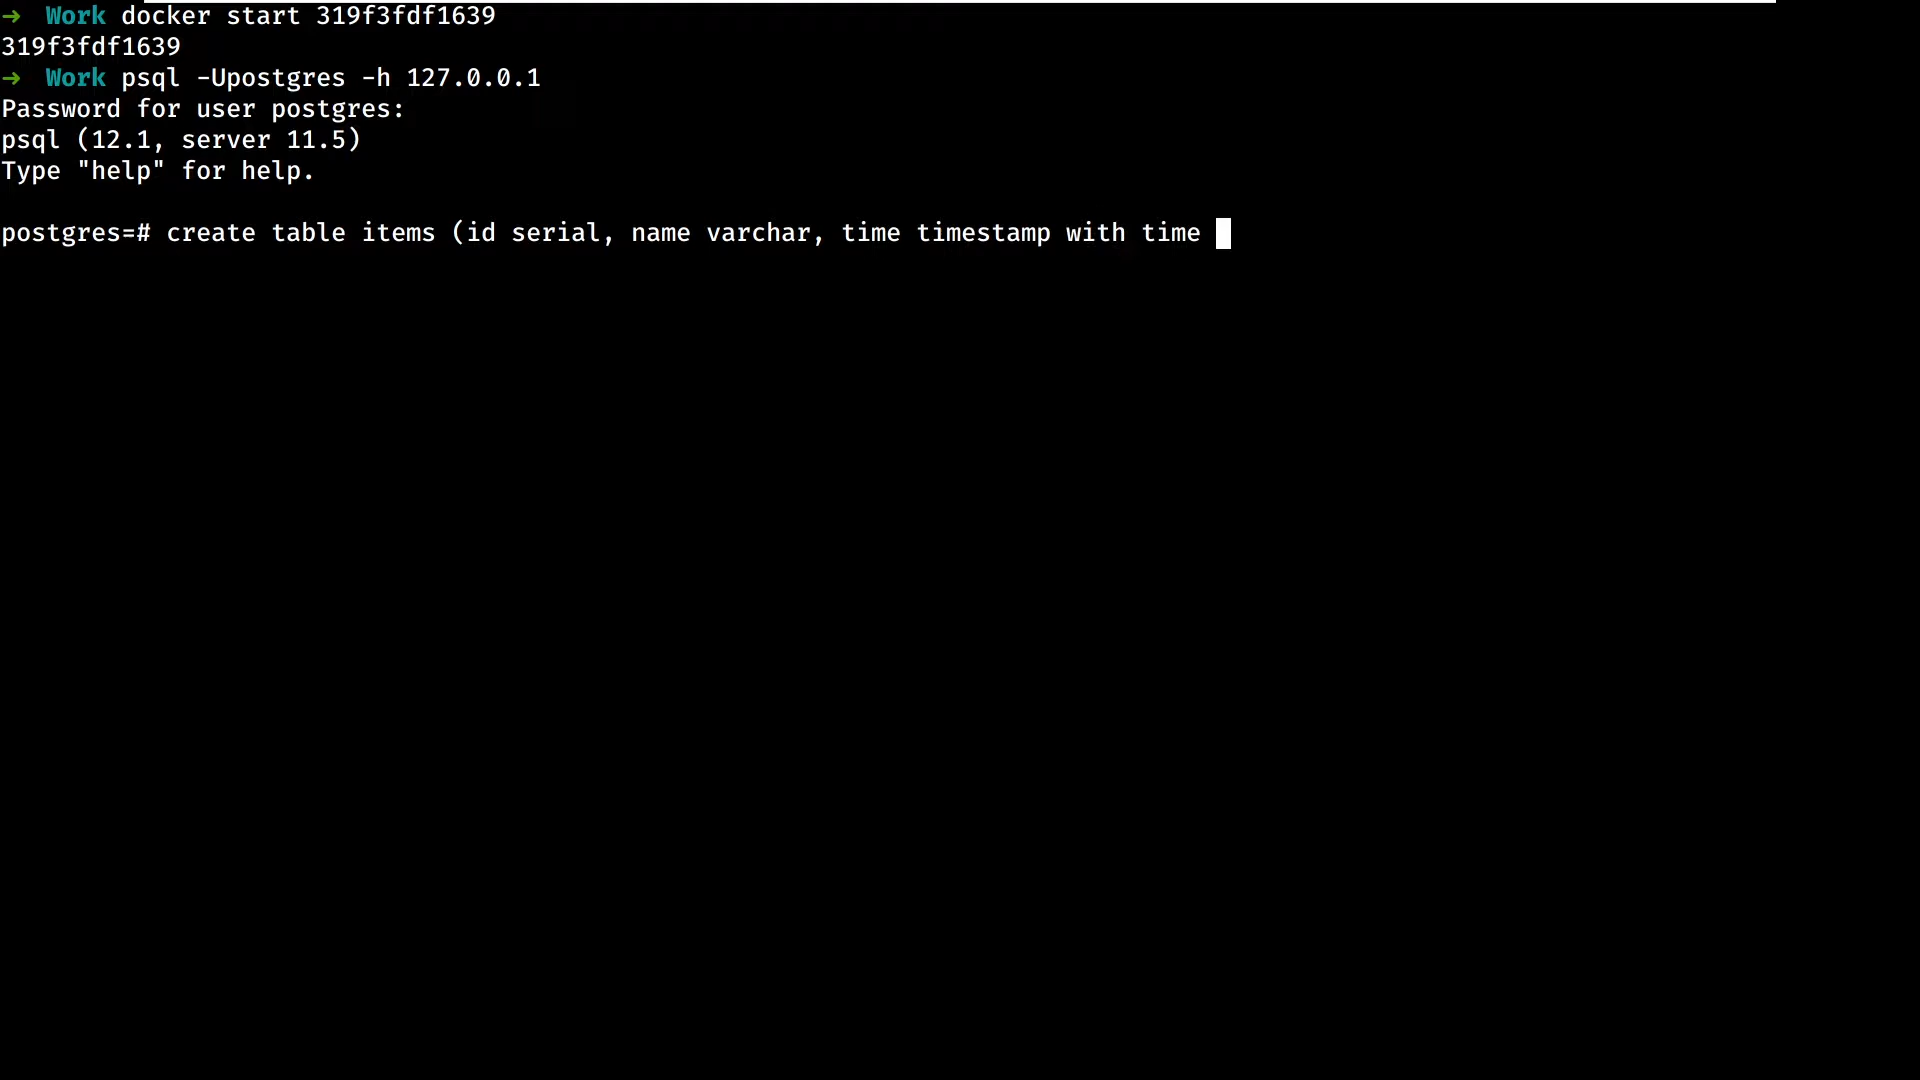 → Work docker start 319f3fdf1639
319f3fdf1639
→ Work psql -Upostgres -h 127.0.0.1
Password for user postgres:
psql (12.1, server 11.5)
Type "help" for help.
postgres=# create table items (id serial, name varchar, time timestamp with time